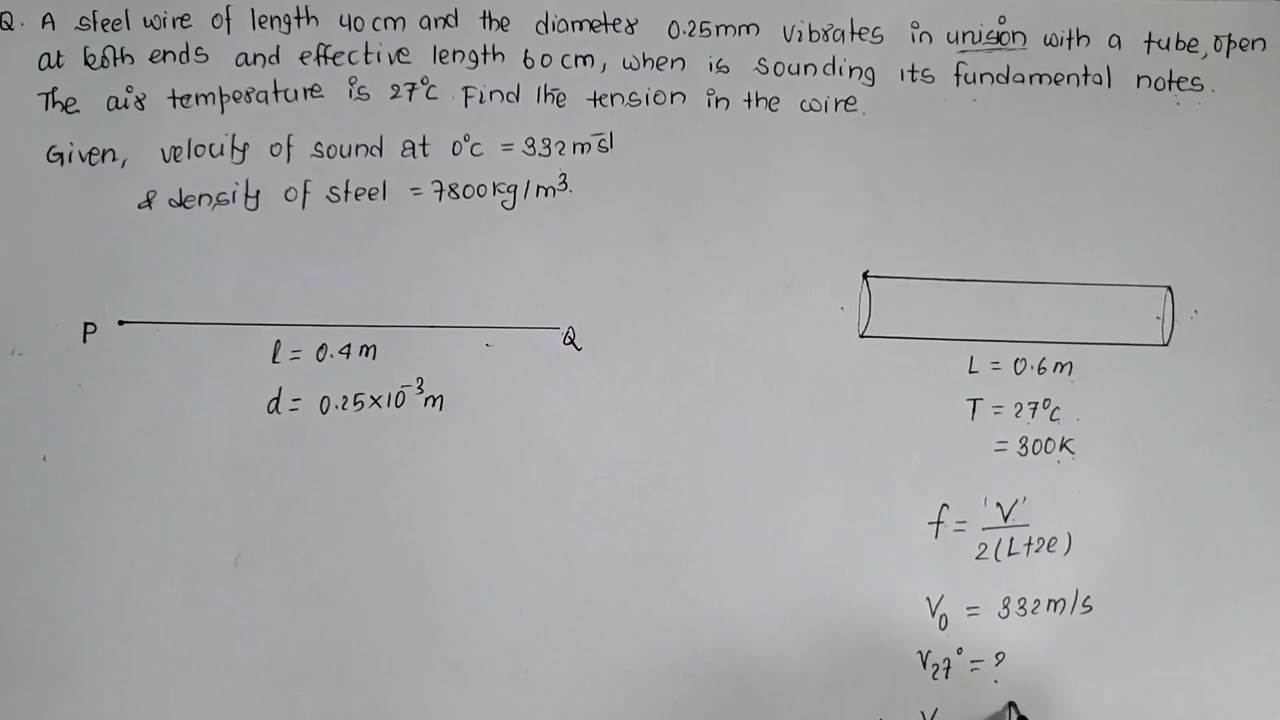 Q. A steel wire of length 40 cm and the diameter 0.25mm vibrates in unison with a tube, open
at both ends and effective length 60 cm, when is sounding its fundamental notes.
The air temperature is 27°C. Find the tension in the wire.
Given, velocity of sound at 0°C = 332 ms⁻¹
& density of steel = 7800 kg/m³.
P Q
l = 0.4 m
d = 0.25×10⁻³ m
L = 0.6 m
T = 27°C
= 300K
f = 'V' / 2(L+2e)
V₀ = 332 m/s
V₂₇° = ?
V